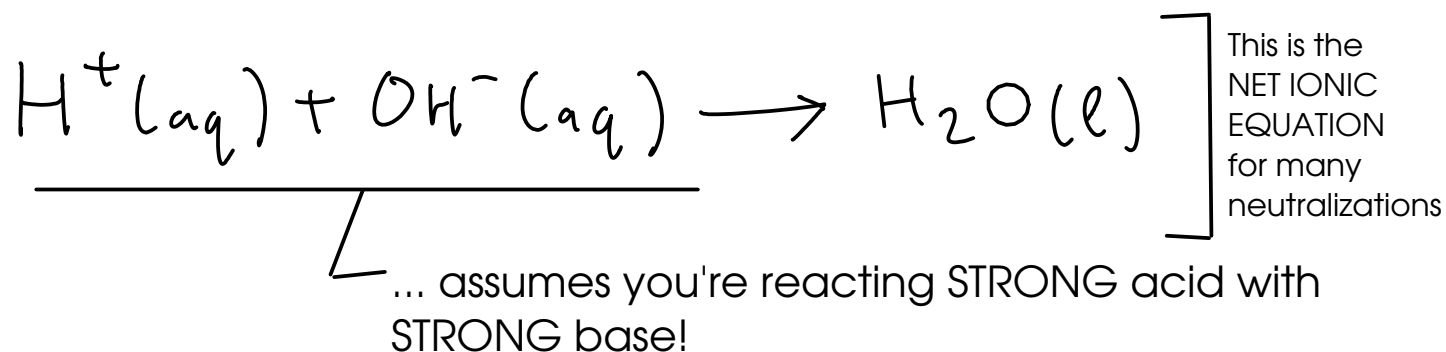 H⁺(aq) + OH⁻(aq) → H₂O(l)
This is the
NET IONIC
EQUATION
for many
neutralizations
... assumes you're reacting STRONG acid with
STRONG base!